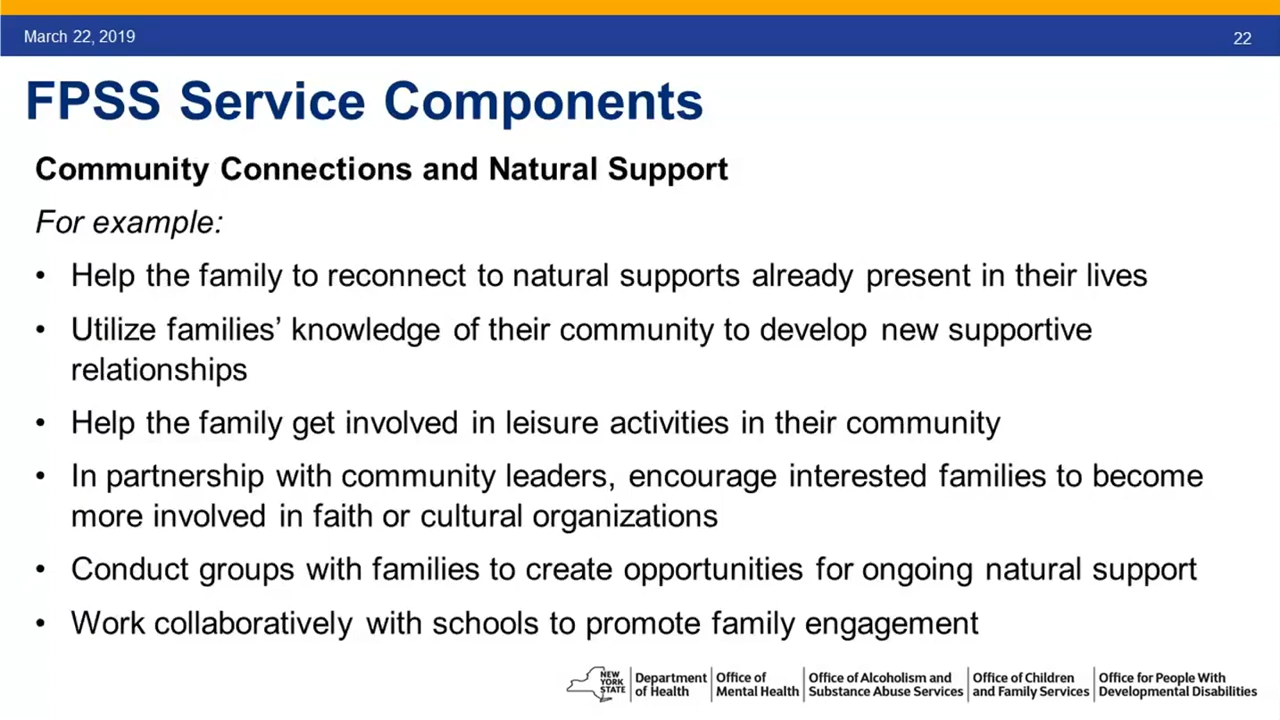 March 22, 2019
22
FPSS Service Components
Community Connections and Natural Support
For example:
• Help the family to reconnect to natural supports already present in their lives
• Utilize families’ knowledge of their community to develop new supportive
relationships
• Help the family get involved in leisure activities in their community
• In partnership with community leaders, encourage interested families to become
more involved in faith or cultural organizations
• Conduct groups with families to create opportunities for ongoing natural support
• Work collaboratively with schools to promote family engagement
NEW
YORK
STATE
Department
of Health
Office of
Mental Health
Office of Alcoholism and
Substance Abuse Services
Office of Children
and Family Services
Office for People With
Developmental Disabilities